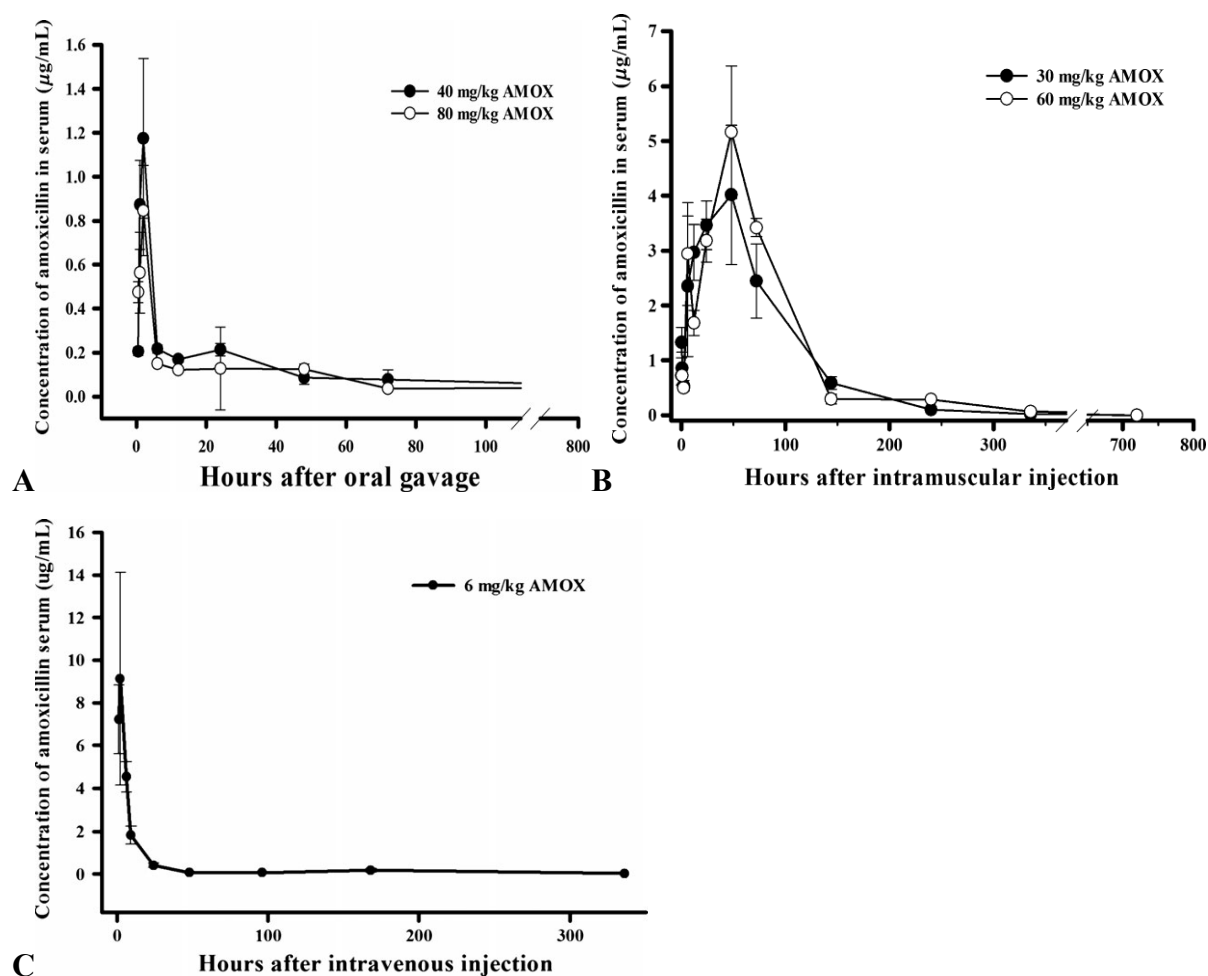 Concentration of amoxicillin in serum (µg/mL)
1.6
1.4
1.2
1.0
0.8
0.6
0.4
0.2
0.0
40 mg/kg AMOX
80 mg/kg AMOX
0 20 40 60 80 100 800
Hours after oral gavage
A
Concentration of amoxicillin in serum (µg/mL)
7
6
5
4
3
2
1
0
30 mg/kg AMOX
60 mg/kg AMOX
0 100 200 300 700 800
Hours after intramuscular injection
B
Concentration of amoxicillin serum (ug/mL)
16
14
12
10
8
6
4
2
0
6 mg/kg AMOX
0 100 200 300
Hours after intravenous injection
C